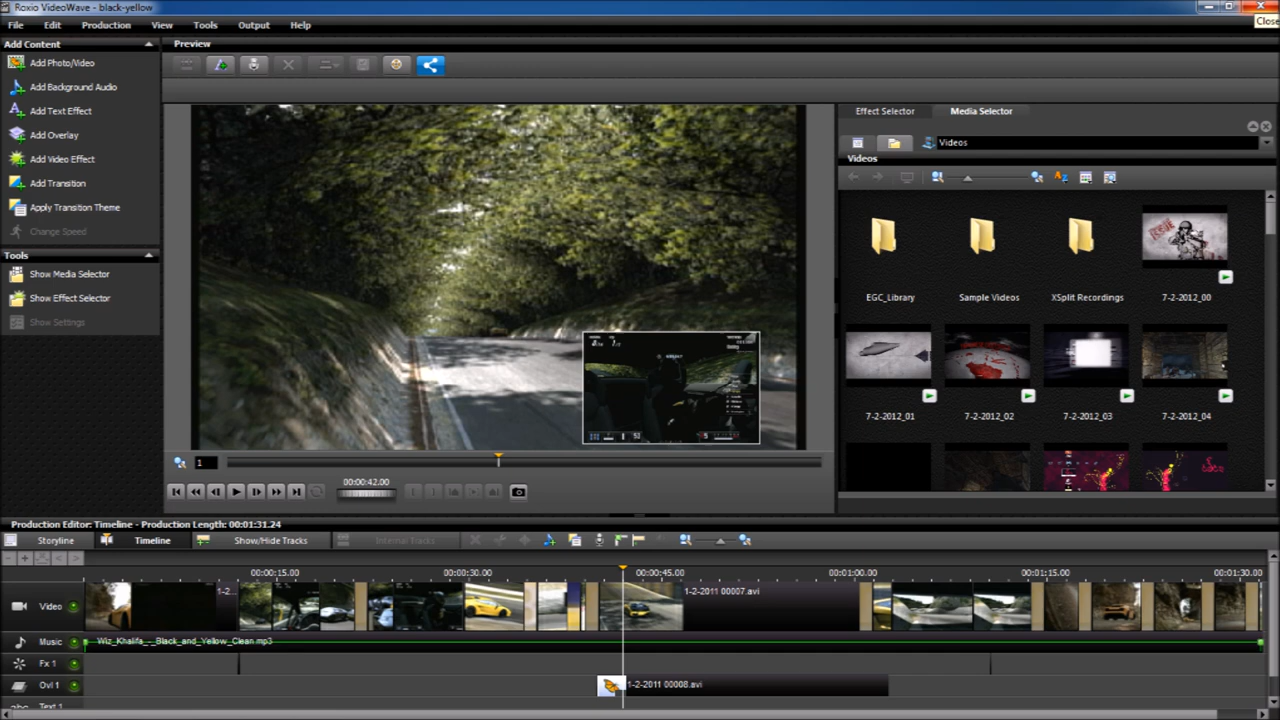 Roxio VideoWave - black-yellow
Close
File Edit Production View Tools Output Help
Add Content
Add Photo/Video
Add Background Audio
Add Text Effect
Add Overlay
Add Video Effect
Add Transition
Apply Transition Theme
Change Speed
Tools
Show Media Selector
Show Effect Selector
Show Settings
Preview
1
00:00:42.00
Effect Selector Media Selector
Videos
Videos
EGC_Library Sample Videos XSplit Recordings 7-2-2012_00
7-2-2012_01 7-2-2012_02 7-2-2012_03 7-2-2012_04
Production Editor: Timeline - Production Length: 00:01:31.24
Storyline Timeline Show/Hide Tracks Internal Tracks
00:00:15.00 00:00:30.00 00:00:45.00 00:01:00.00 00:01:15.00 00:01:30.00
Video 1-2... 1-2-2011 00007.avi
Music Wiz_Khalifa_-_Black_and_Yellow_Clean.mp3
Fx 1
Ovl 1 1-2-2011 00008.avi
Text 1